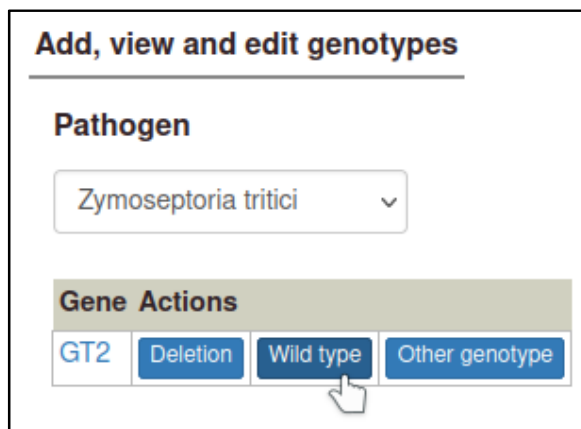 Add, view and edit genotypes
Pathogen
Zymoseptoria tritici
Gene Actions
GT2 Deletion Wild type Other genotype